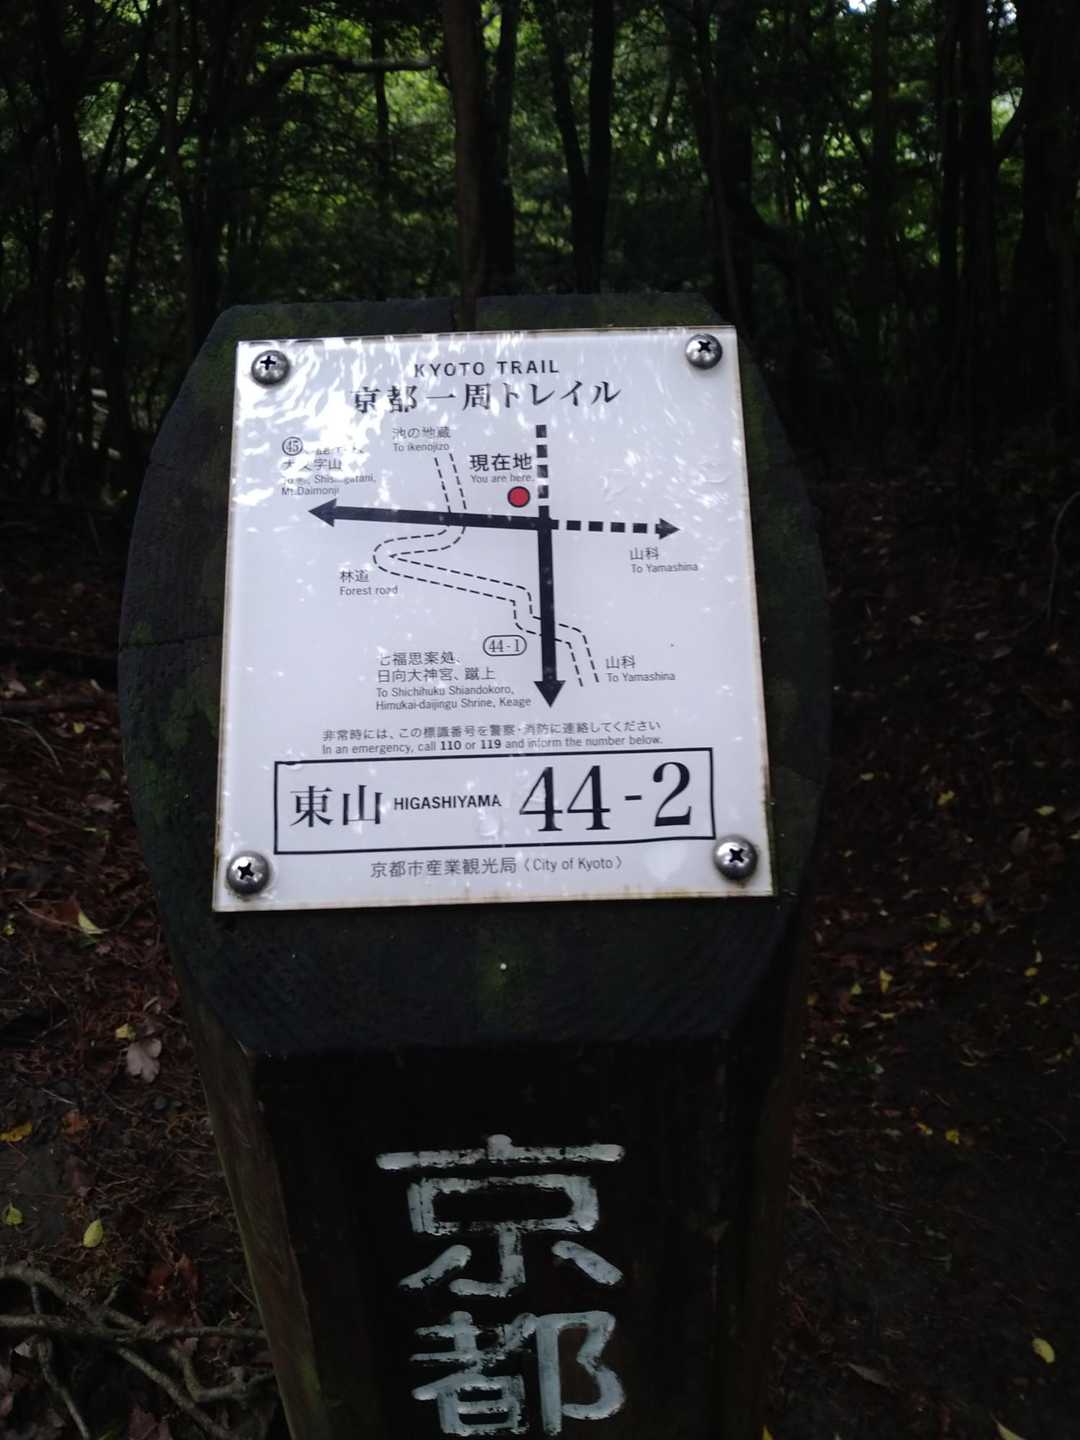 KYOTO TRAIL
京都一周トレイル
池の地蔵
To ikenojizo
45
大文字山
Mt.Daimonji
現在地
You are here.
山科
To Yamashina
林道
Forest road
44-1
七福思案処、
日向大神宮、蹴上
To Shichihuku Shiandokoro,
Himukai-daijingu Shrine, Keage
山科
To Yamashina
非常時には、この標識番号を警察・消防に連絡してください
In an emergency, call 110 or 119 and inform the number below.
東山 HIGASHIYAMA 44-2
京都市産業観光局〈City of Kyoto〉
京都